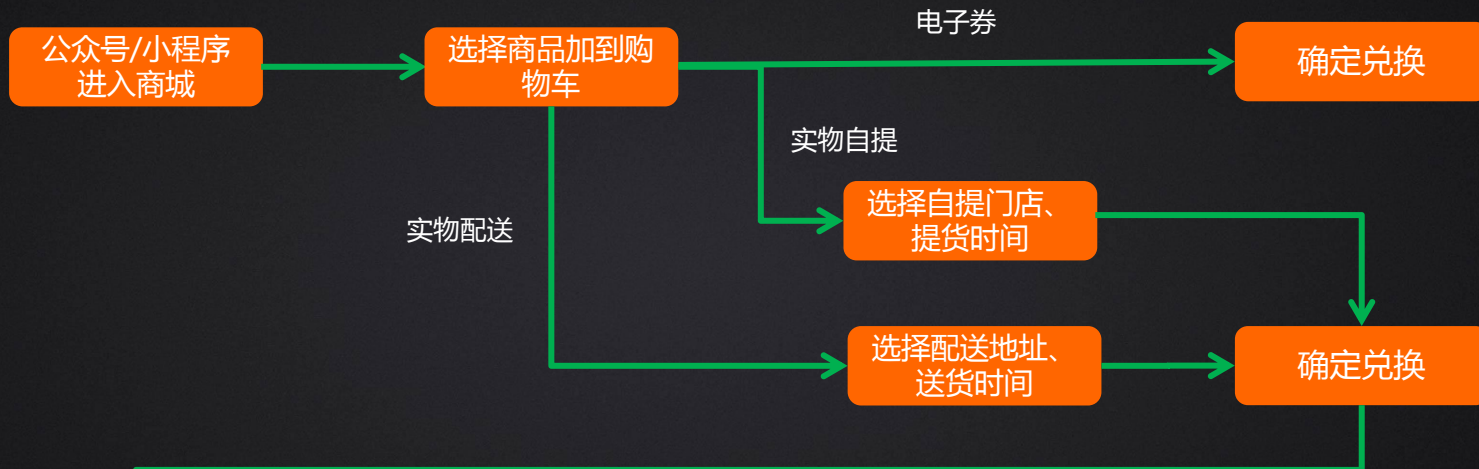 电子券
公众号/小程序
进入商城
选择商品加到购
物车
确定兑换
实物自提
选择自提门店、
提货时间
实物配送
选择配送地址、
送货时间
确定兑换